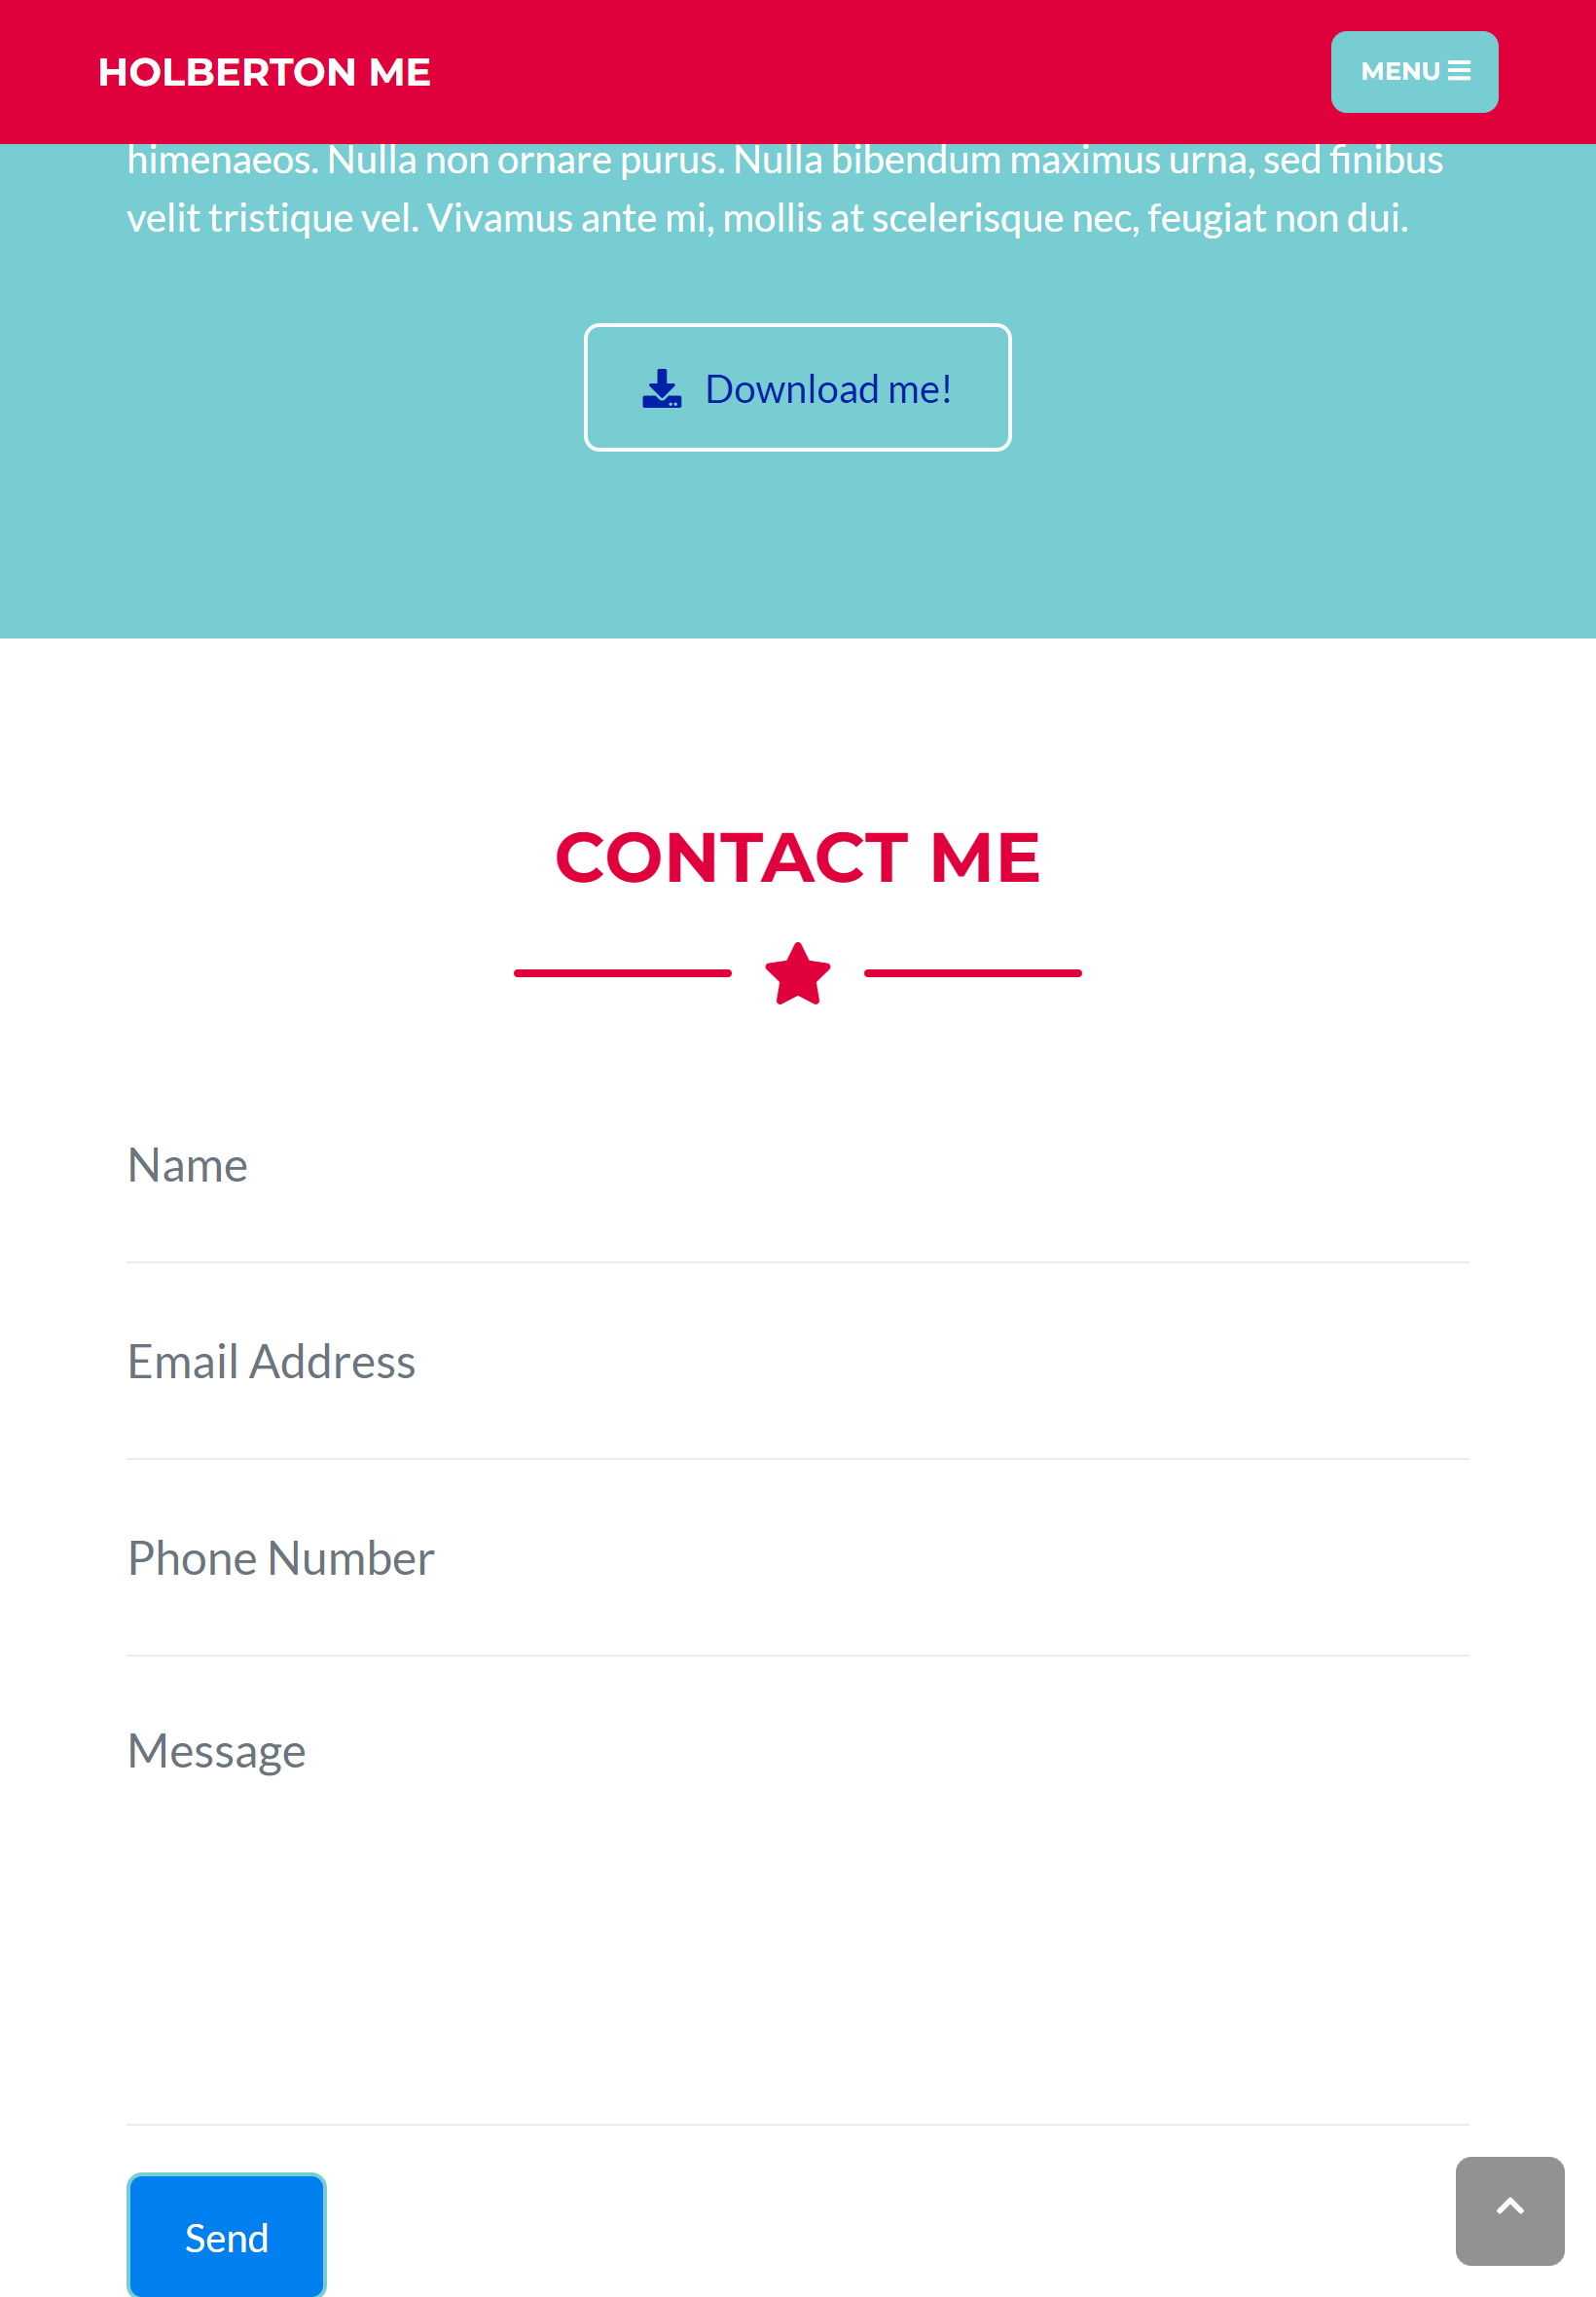 HOLBERTON ME
MENU
himenaeos. Nulla non ornare purus. Nulla bibendum maximus urna, sed finibus
velit tristique vel. Vivamus ante mi, mollis at scelerisque nec, feugiat non dui.
Download me!
CONTACT ME
Name
Email Address
Phone Number
Message
Send